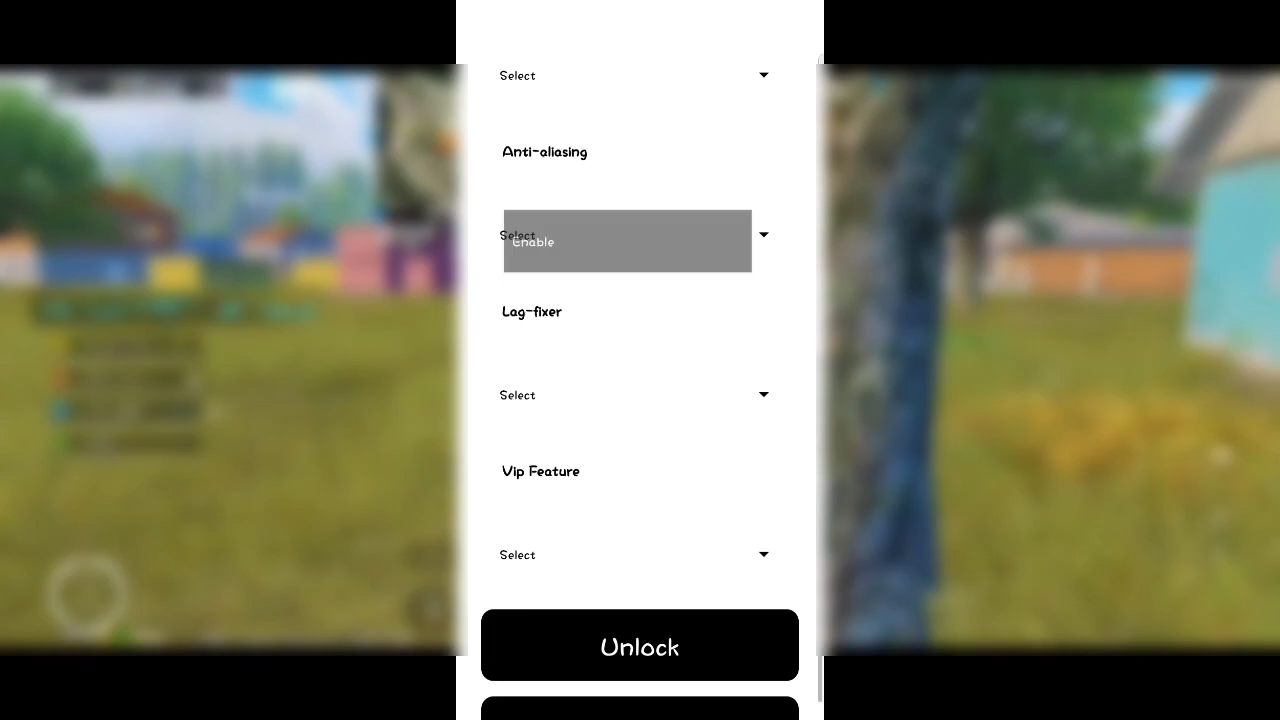 Select
Anti-aliasing
Select
Enable
Lag-fixer
Select
Vip Feature
Select
Unlock